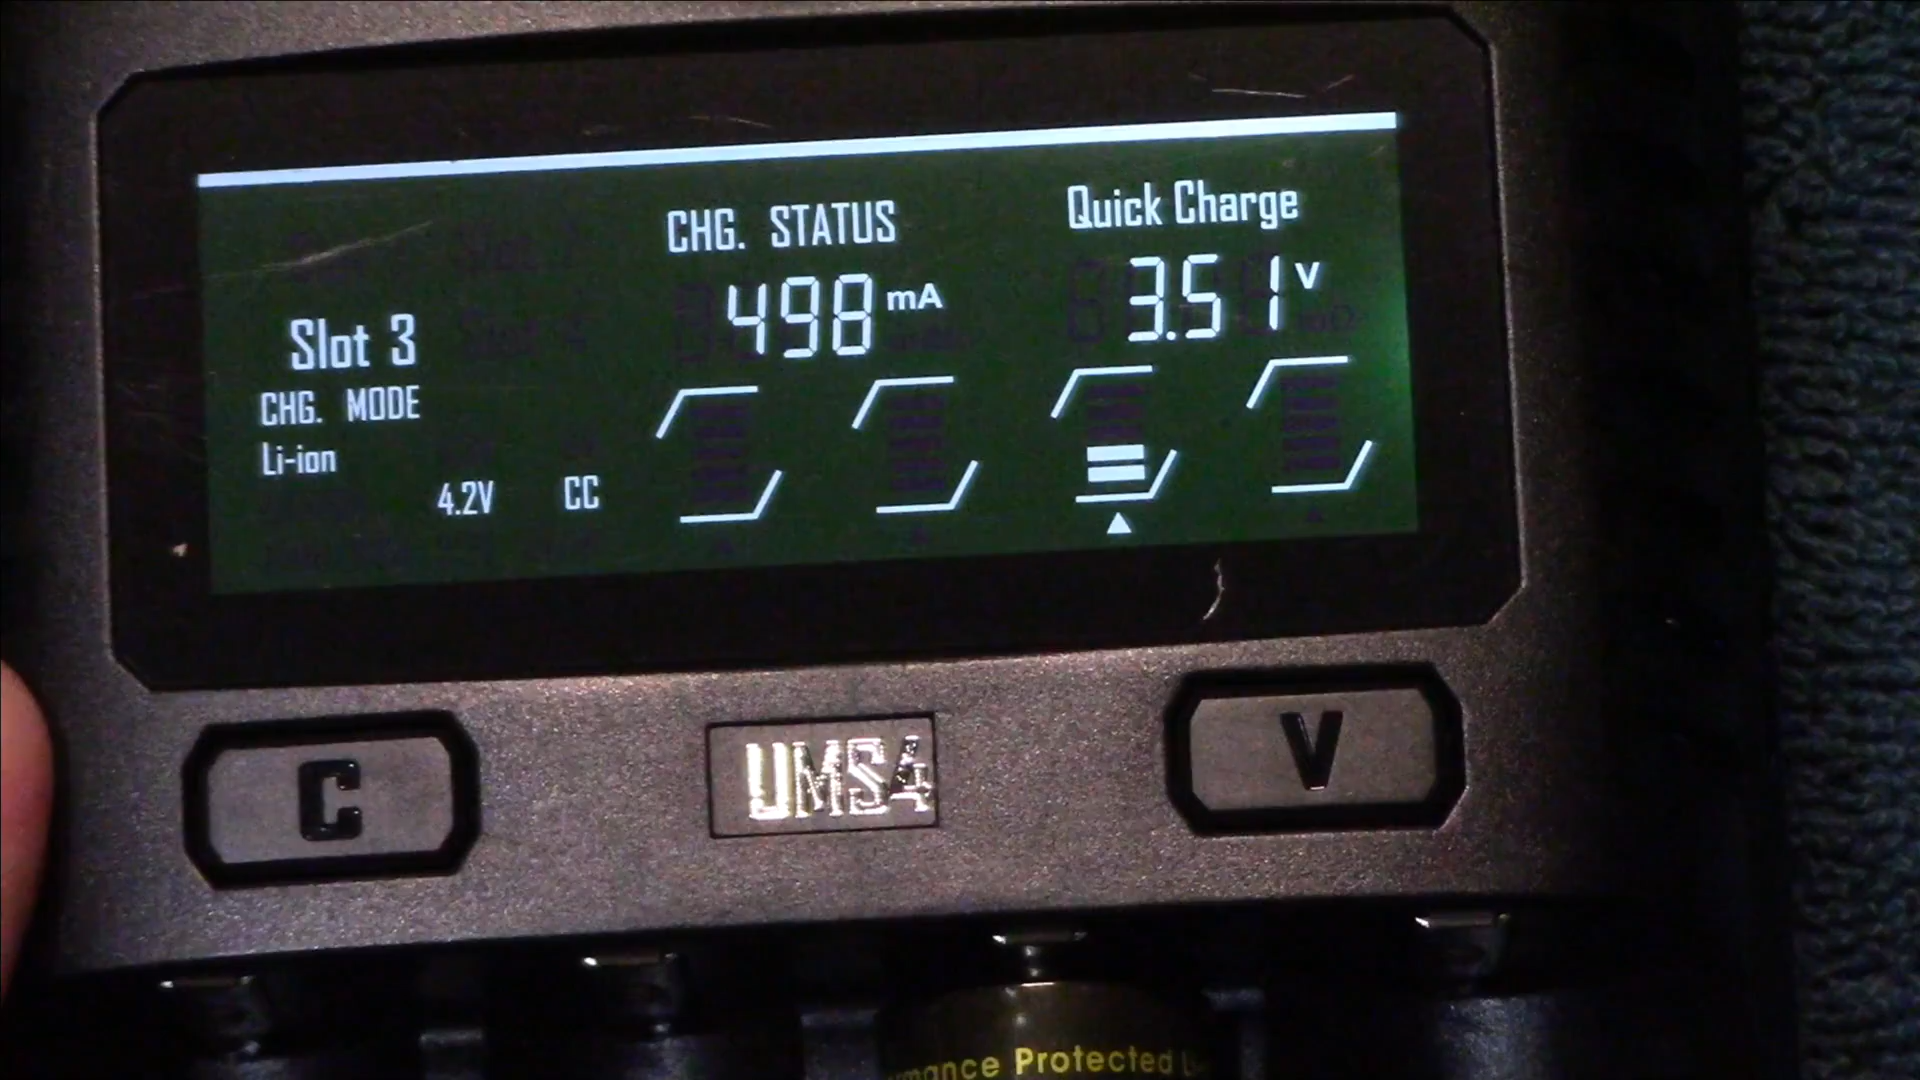 CHG. STATUS
Quick Charge
498 mA
3.51 V
Slot 3
CHG. MODE
Li-ion
4.2V CC
C
UMS4
V
Protected